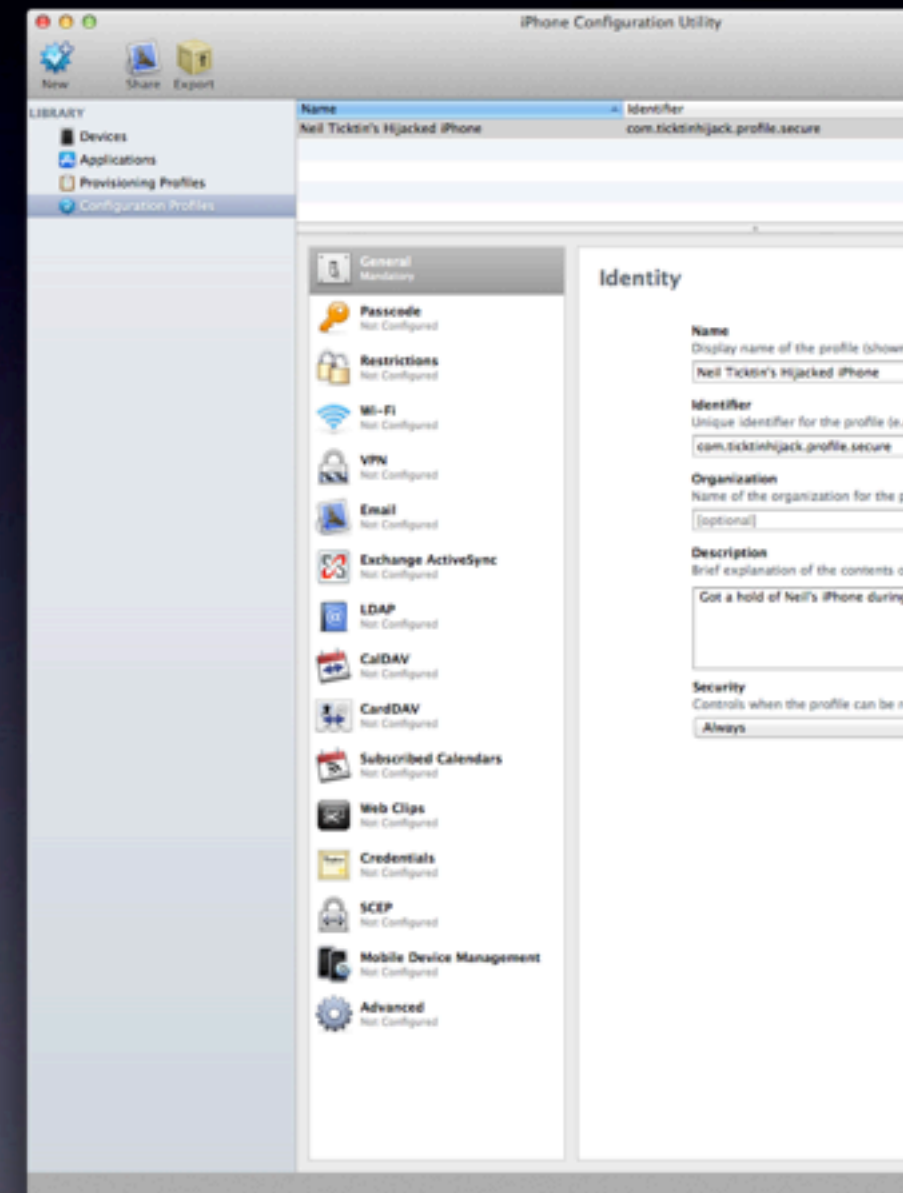 iPhone Configuration Utility
New
Share
Export
LIBRARY
Devices
Applications
Provisioning Profiles
Configuration Profiles
Name
Identifier
Neil Ticktin's Hijacked iPhone
com.ticktinhijack.profile.secure
General
Mandatory
Passcode
Not Configured
Restrictions
Not Configured
Wi-Fi
Not Configured
VPN
Not Configured
Email
Not Configured
Exchange ActiveSync
Not Configured
LDAP
Not Configured
CalDAV
Not Configured
CardDAV
Not Configured
Subscribed Calendars
Not Configured
Web Clips
Not Configured
Credentials
Not Configured
SCEP
Not Configured
Mobile Device Management
Not Configured
Advanced
Not Configured
Identity
Name
Display name of the profile (shown
Neil Ticktin's Hijacked iPhone
Identifier
Unique identifier for the profile (e.
com.ticktinhijack.profile.secure
Organization
Name of the organization for the p
[optional]
Description
Brief explanation of the contents o
Got a hold of Neil's iPhone during
Security
Controls when the profile can be r
Always